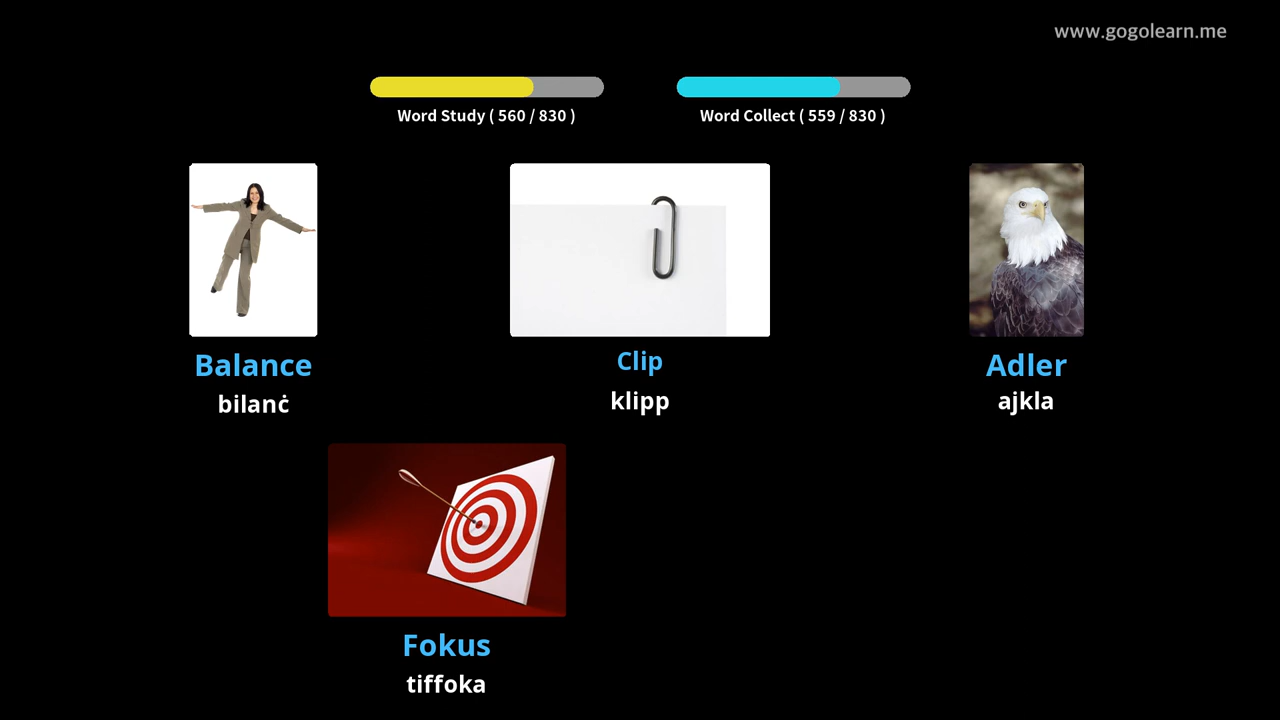 www.gogolearn.me
Word Study ( 560 / 830 )
Word Collect ( 559 / 830 )
Balance
bilanċ
Clip
klipp
Adler
ajkla
Fokus
tiffoka